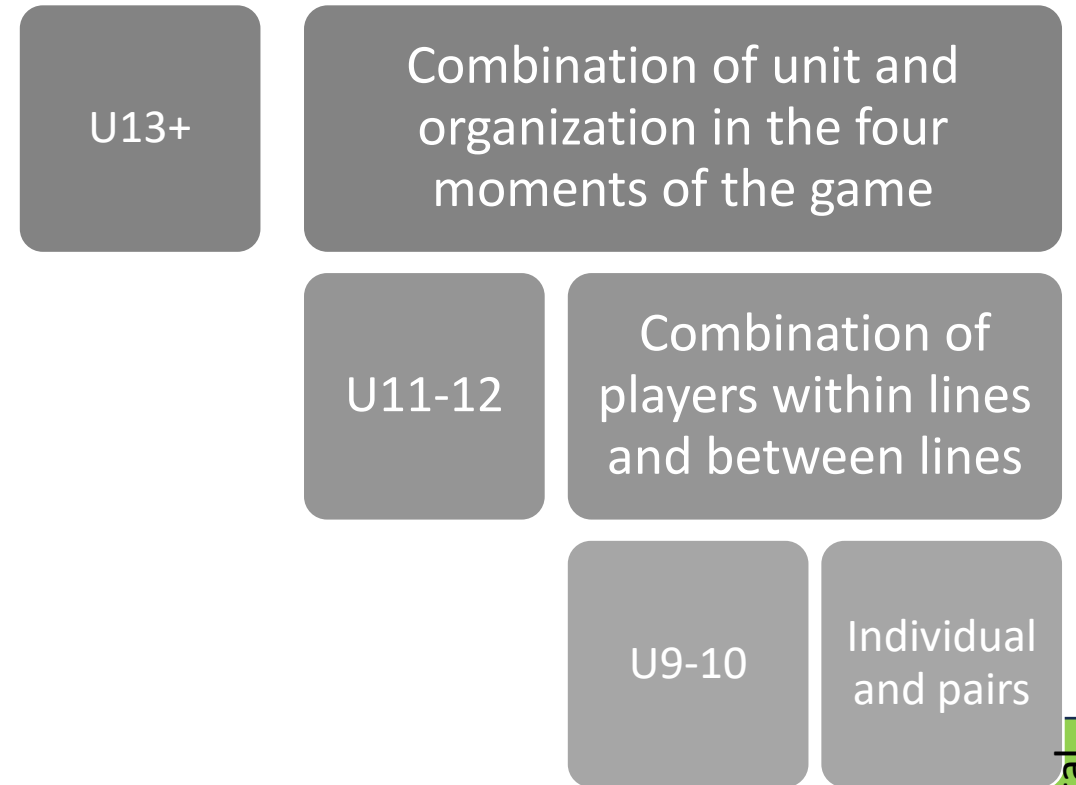 U13+
Combination of unit and
organization in the four
moments of the game
U11-12
Combination of
players within lines
and between lines
U9-10
Individual
and pairs